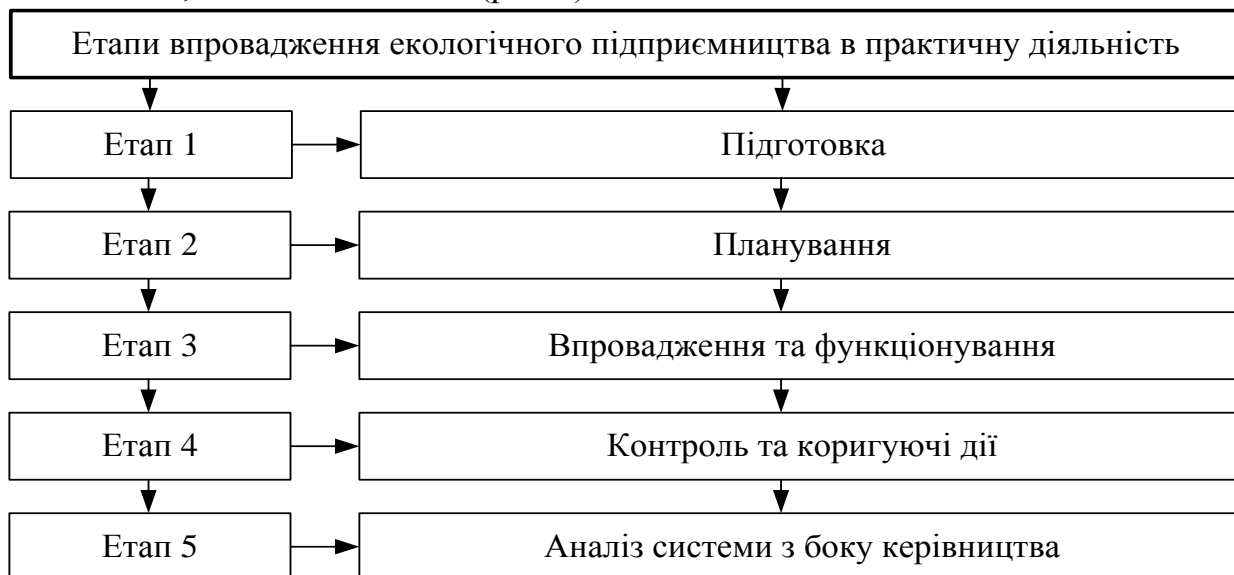 Етапи впровадження екологічного підприємництва в практичну діяльність
Етап 1
Підготовка
Етап 2
Планування
Етап 3
Впровадження та функціонування
Етап 4
Контроль та коригуючі дії
Етап 5
Аналіз системи з боку керівництва